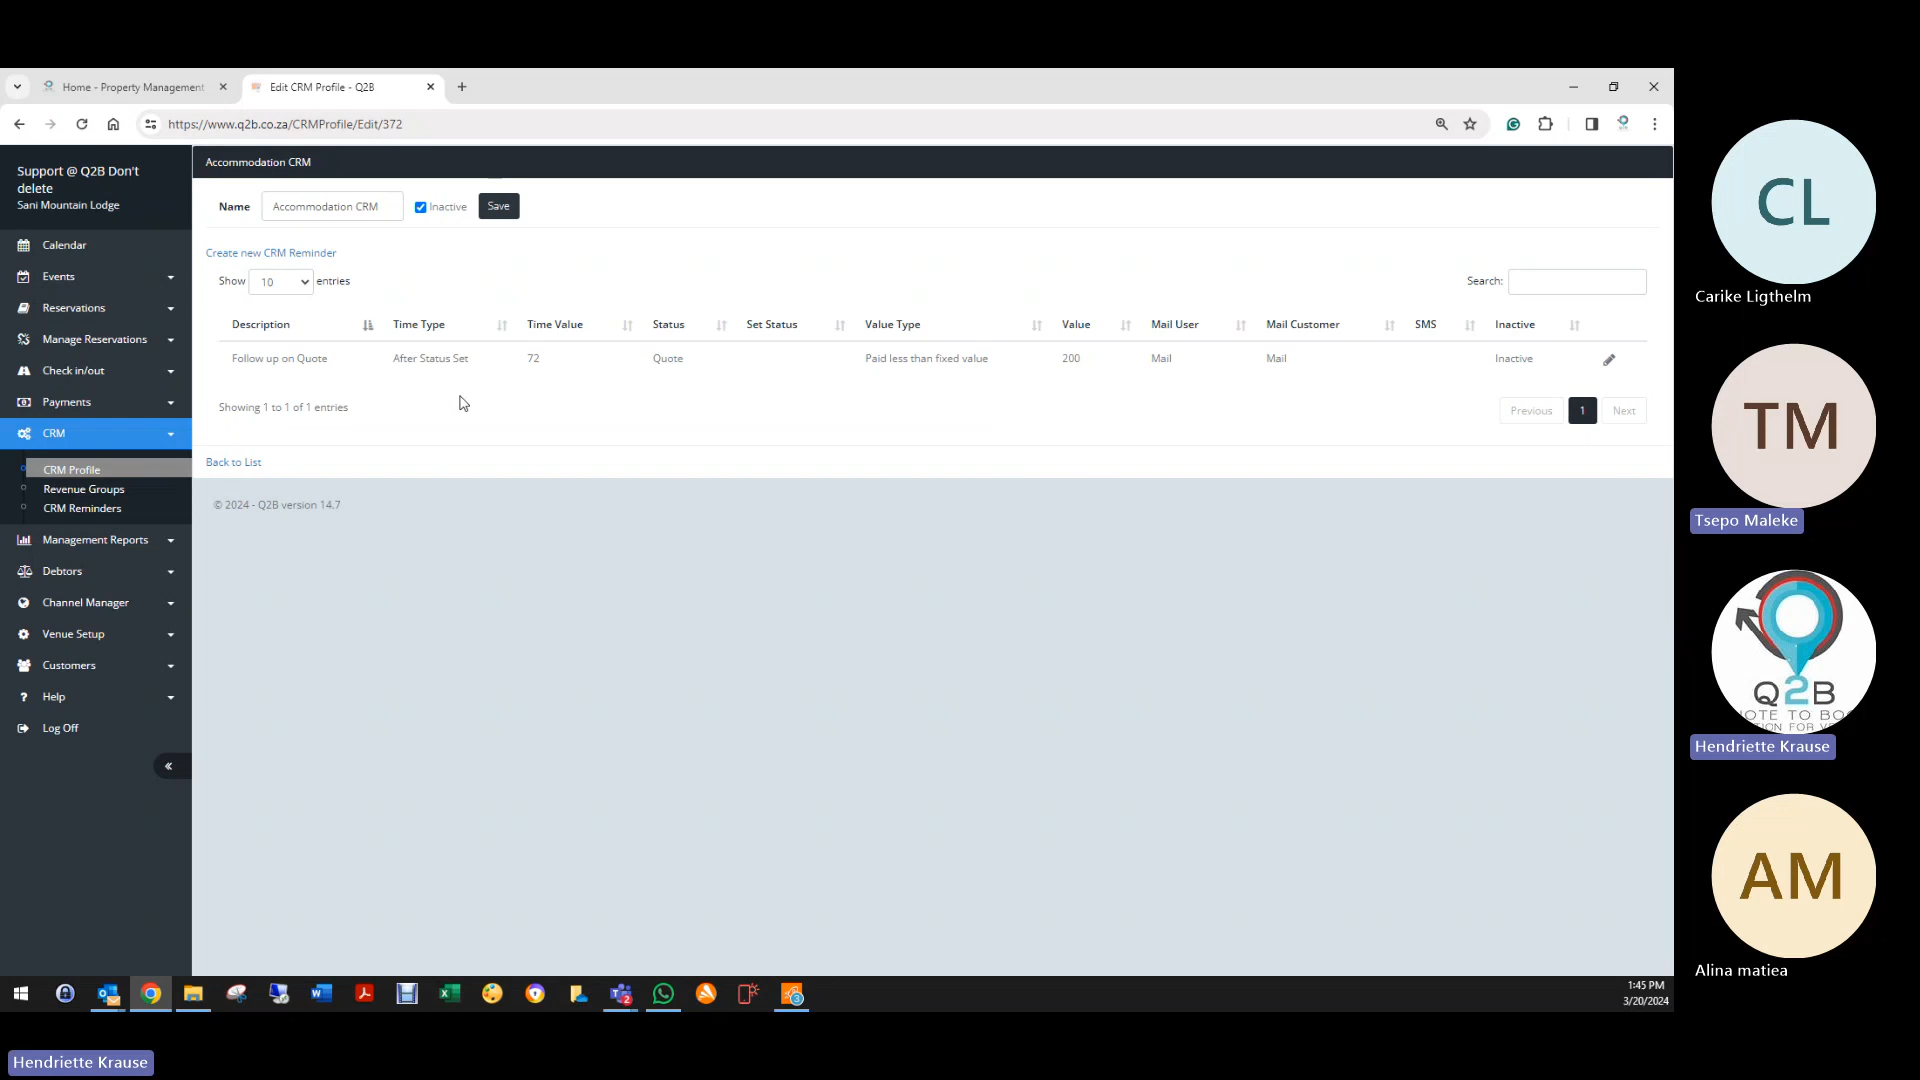 Home - Property Management
Edit CRM Profile - Q2B
https://www.q2b.co.za/CRMProfile/Edit/372
Support @ Q2B Don't
delete
Sani Mountain Lodge
Calendar
Events
Reservations
Manage Reservations
Check in/out
Payments
CRM
CRM Profile
Revenue Groups
CRM Reminders
Management Reports
Debtors
Channel Manager
Venue Setup
Customers
Help
Log Off
Accommodation CRM
Name Accommodation CRM Inactive Save
Create new CRM Reminder
Show 10 entries Search:
Description Time Type Time Value Status Set Status Value Type Value Mail User Mail Customer SMS Inactive
Follow up on Quote After Status Set 72 Quote Paid less than fixed value 200 Mail Mail Inactive
Showing 1 to 1 of 1 entries Previous 1 Next
Back to List
© 2024 - Q2B version 14.7
1:45 PM
3/20/2024
CL
Carike Ligthelm
TM
Tsepo Maleke
Q2B
Hendriette Krause
AM
Alina matiea
Hendriette Krause